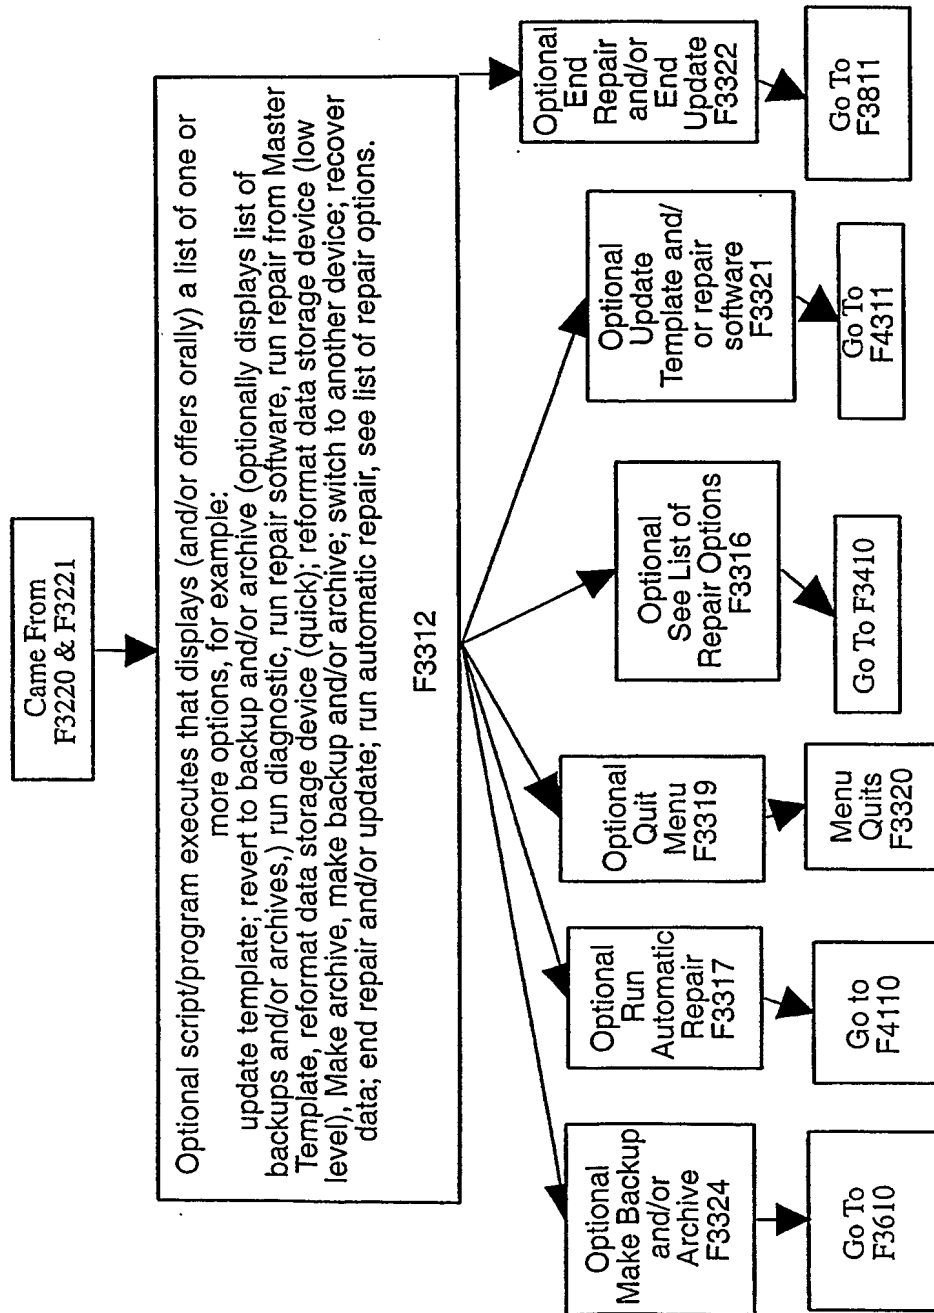 Came From
F3220 & F3221
Optional script/program executes that displays (and/or offers orally) a list of one or
more options, for example:
update template; revert to backup and/or archive (optionally displays list of
backups and/or archives,) run diagnostic, run repair software, run repair from Master
Template, reformat data storage device (quick); reformat data storage device (low
level), Make archive, make backup and/or archive; switch to another device; recover
data; end repair and/or update; run automatic repair, see list of repair options.
F3312
Optional
Make Backup
and/or
Archive
F3324
Go To
F3610
Optional
Run
Automatic
Repair
F3317
Go to
F4110
Optional
Quit
Menu
F3319
Menu
Quits
F3320
Optional
See List of
Repair Options
F3316
Go To F3410
Optional
Update
Template and/
or repair
software
F3321
Go To
F4311
Optional
End
Repair
and/or
End
Update
F3322
Go To
F3811